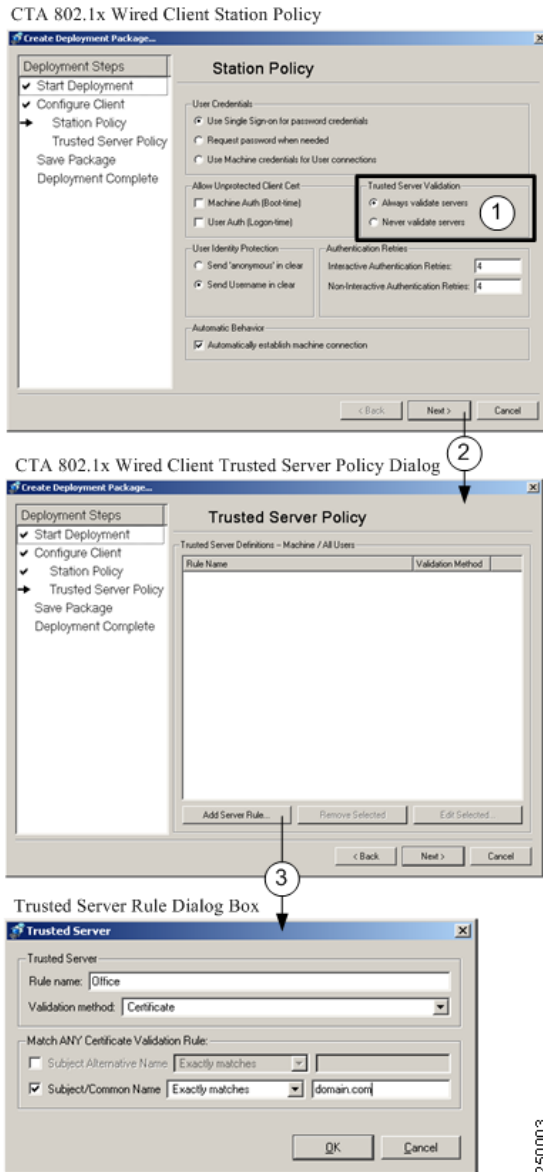 CTA 802.1x Wired Client Station Policy
Create Deployment Package...
Deployment Steps
Start Deployment
Configure Client
Station Policy
Trusted Server Policy
Save Package
Deployment Complete
Station Policy
User Credentials
Use Single Sign-on for password credentials
Request password when needed
Use Machine credentials for User connections
Allow Unprotected Client Cert
Machine Auth (Boot-time)
User Auth (Logon-time)
Trusted Server Validation
Always validate servers
Never validate servers
1
User Identity Protection
Send 'anonymous' in clear
Send Username in clear
Authentication Retries
Interactive Authentication Retries: 4
Non-Interactive Authentication Retries: 4
Automatic Behavior
Automatically establish machine connection
< Back Next > Cancel
2
CTA 802.1x Wired Client Trusted Server Policy Dialog
Create Deployment Package...
Deployment Steps
Start Deployment
Configure Client
Station Policy
Trusted Server Policy
Save Package
Deployment Complete
Trusted Server Policy
Trusted Server Definitions - Machine / All Users
Rule Name Validation Method
Add Server Rule... Remove Selected Edit Selected...
< Back Next > Cancel
3
Trusted Server Rule Dialog Box
Trusted Server
Trusted Server
Rule name: Office
Validation method: Certificate
Match ANY Certificate Validation Rule:
Subject Alternative Name Exactly matches
Subject/Common Name Exactly matches domain.com
OK Cancel